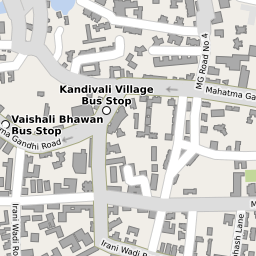 MG Road No 4
Kandivali Village
Bus Stop
Mahatma Ga
Vaishali Bhawan
Bus Stop
ma Gandhi Road
Irani Wadi Ro
Irani Wadi R
hash Lane